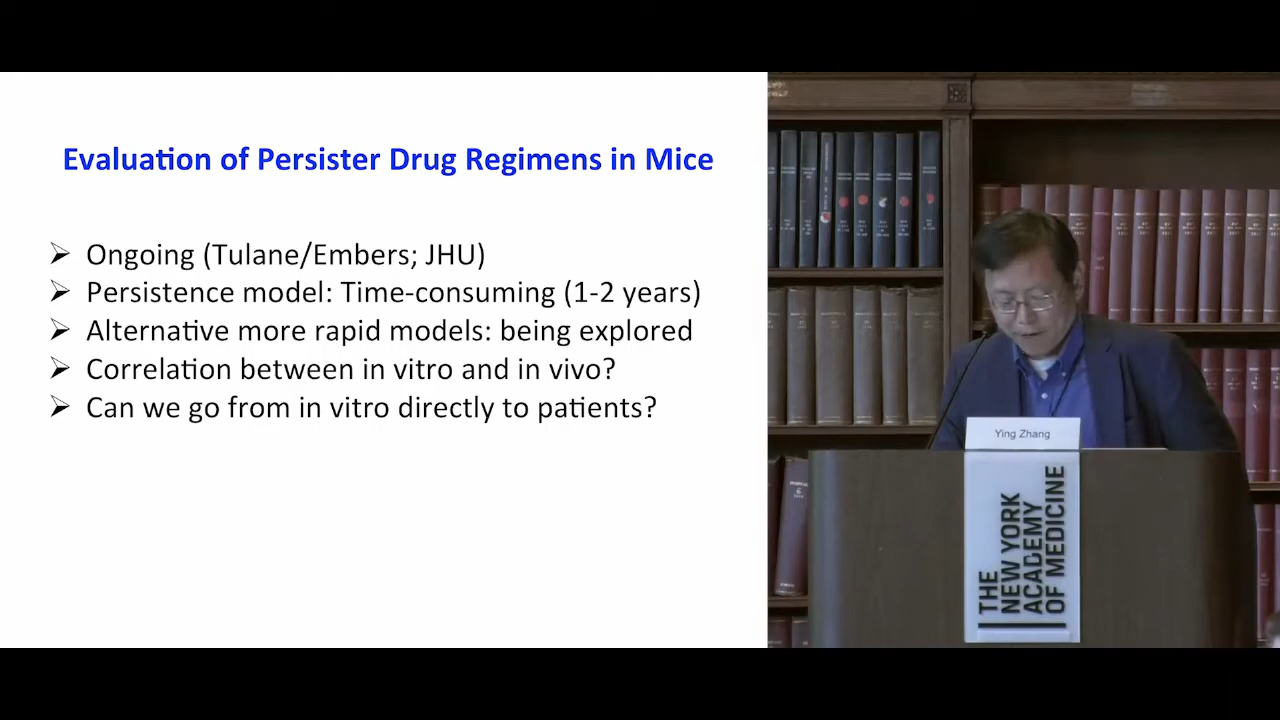 Evaluation of Persister Drug Regimens in Mice
➢ Ongoing (Tulane/Embers; JHU)
➢ Persistence model: Time-consuming (1-2 years)
➢ Alternative more rapid models: being explored
➢ Correlation between in vitro and in vivo?
➢ Can we go from in vitro directly to patients?
Ying Zhang
THE
NEW YORK
ACADEMY
OF MEDICINE